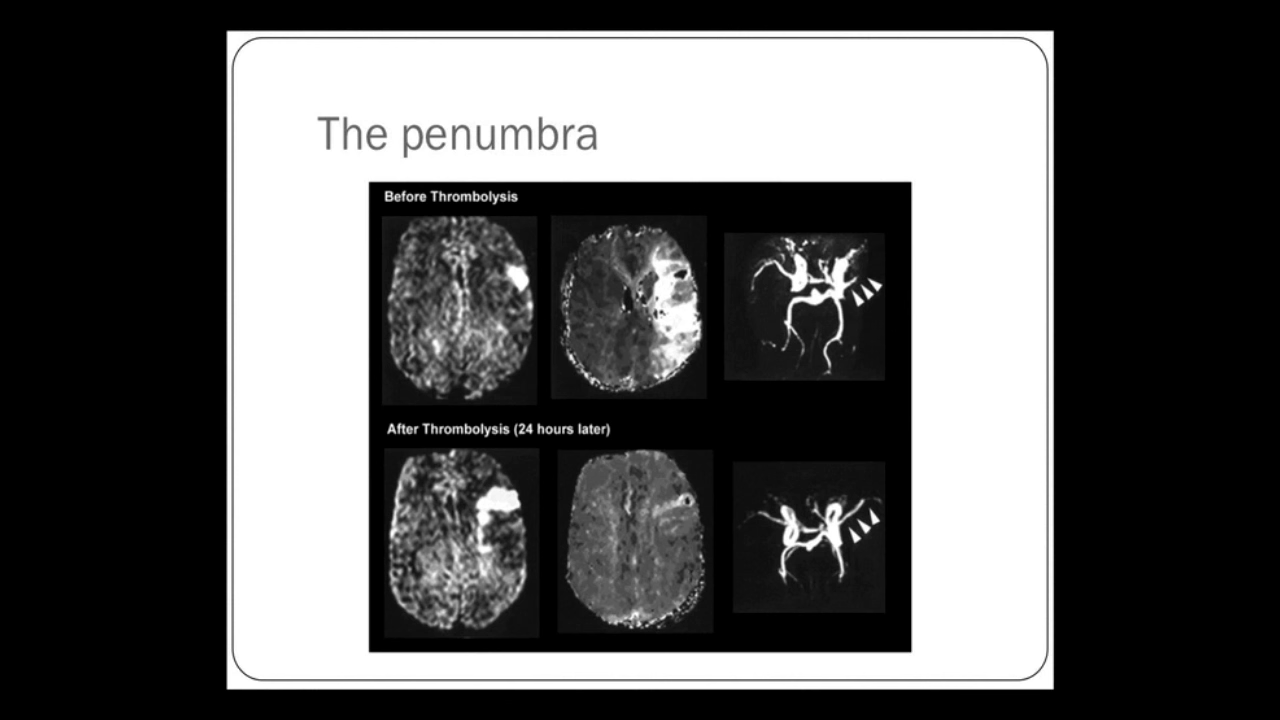 The penumbra
Before Thrombolysis
After Thrombolysis (24 hours later)